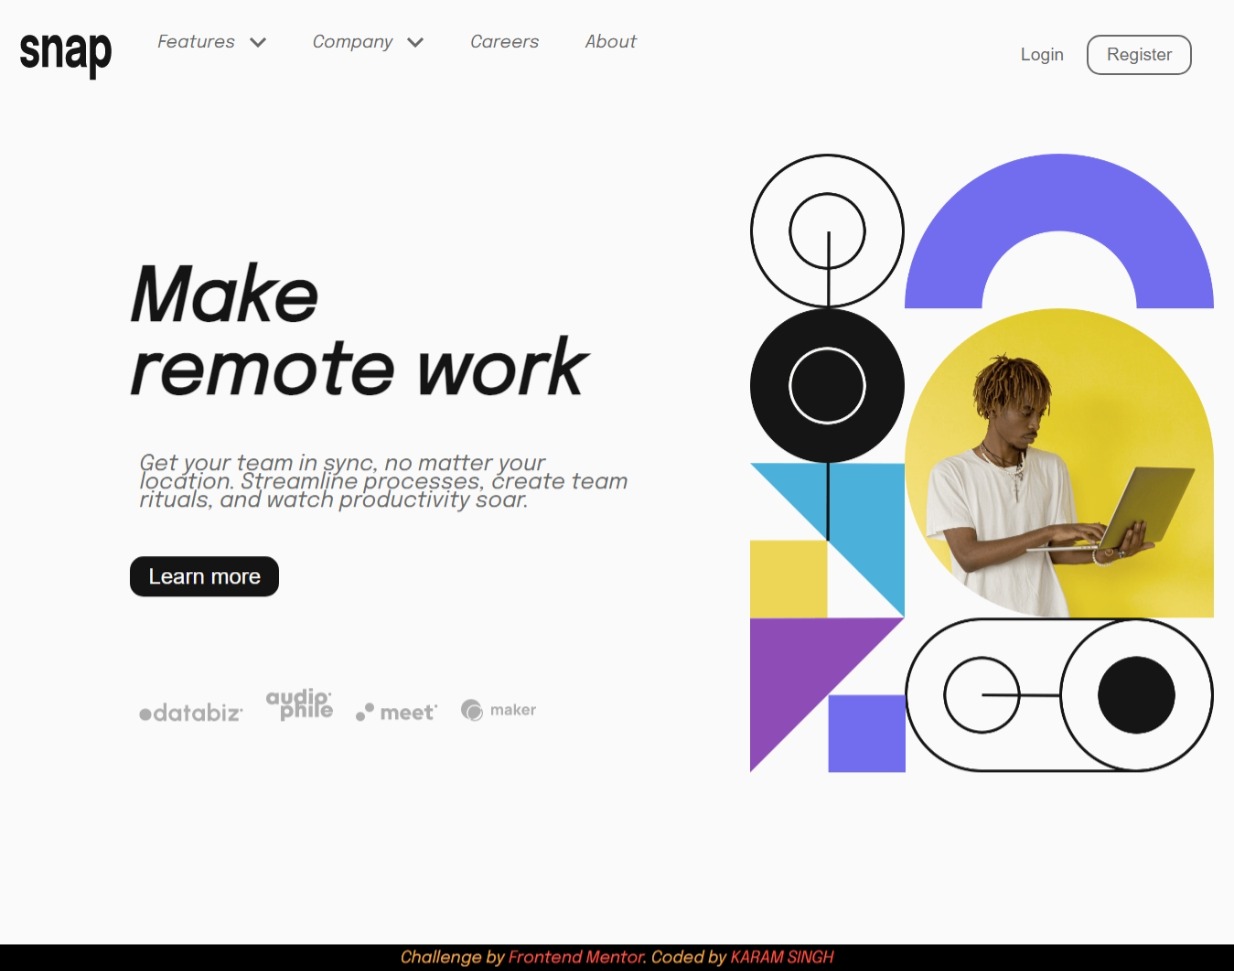 snap Features Company Careers About Login Register
Make
remote work
Get your team in sync, no matter your
location. Streamline processes, create team
rituals, and watch productivity soar.
Learn more
databiz audiophile meet maker
Challenge by Frontend Mentor. Coded by KARAM SINGH